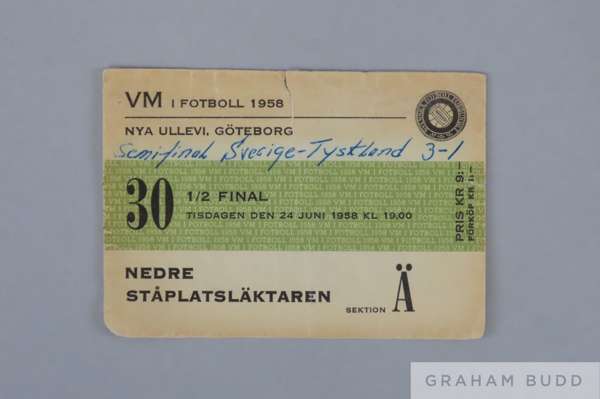 VM I FOTBOLL 1958
NYA ULLEVI, GÖTEBORG
Semifinal Sverige-Tyskland 3-1
30
1/2 FINAL
TISDAGEN DEN 24 JUNI 1958 KL 19.00
PRIS KR 9:-
FÖRKÖP KR 1:-
NEDRE
STÅPLATSLÄKTAREN
SEKTION Ä
GRAHAM BUDD